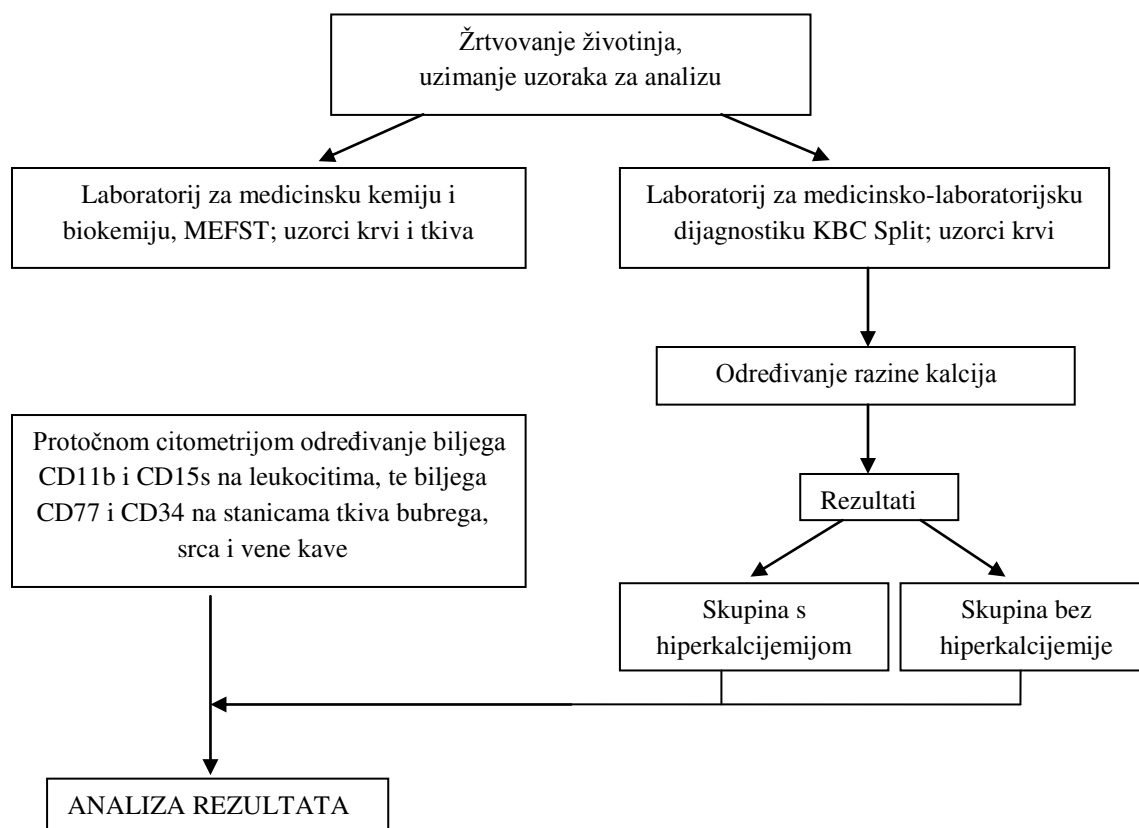 Žrtvovanje životinja,
uzimanje uzoraka za analizu
Laboratorij za medicinsku kemiju i
biokemiju, MEFST; uzorci krvi i tkiva
Laboratorij za medicinsko-laboratorijsku
dijagnostiku KBC Split; uzorci krvi
Određivanje razine kalcija
Protočnom citometrijom određivanje biljega
CD11b i CD15s na leukocitima, te biljega
CD77 i CD34 na stanicama tkiva bubrega,
srca i vene kave
Rezultati
Skupina s
hiperkalcijemijom
Skupina bez
hiperkalcijemije
ANALIZA REZULTATA